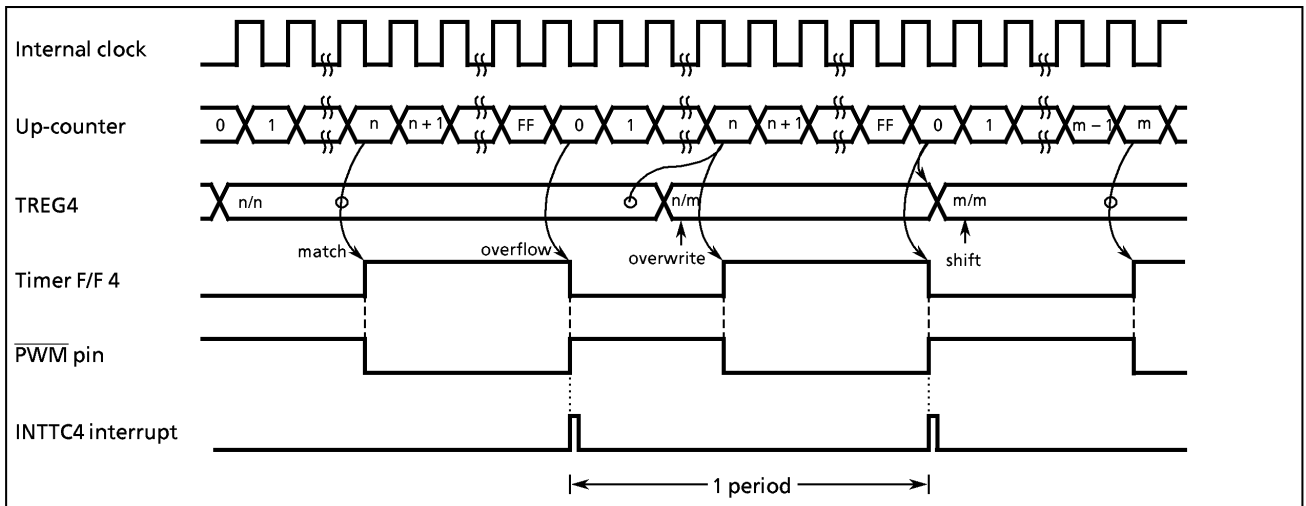 Internal clock
Up-counter 0 1 n n + 1 FF 0 1 n n + 1 FF 0 1 m – 1 m
TREG4 n/n n/m m/m
match overflow overwrite shift
Timer F/F 4
PWM pin
INTTC4 interrupt
1 period